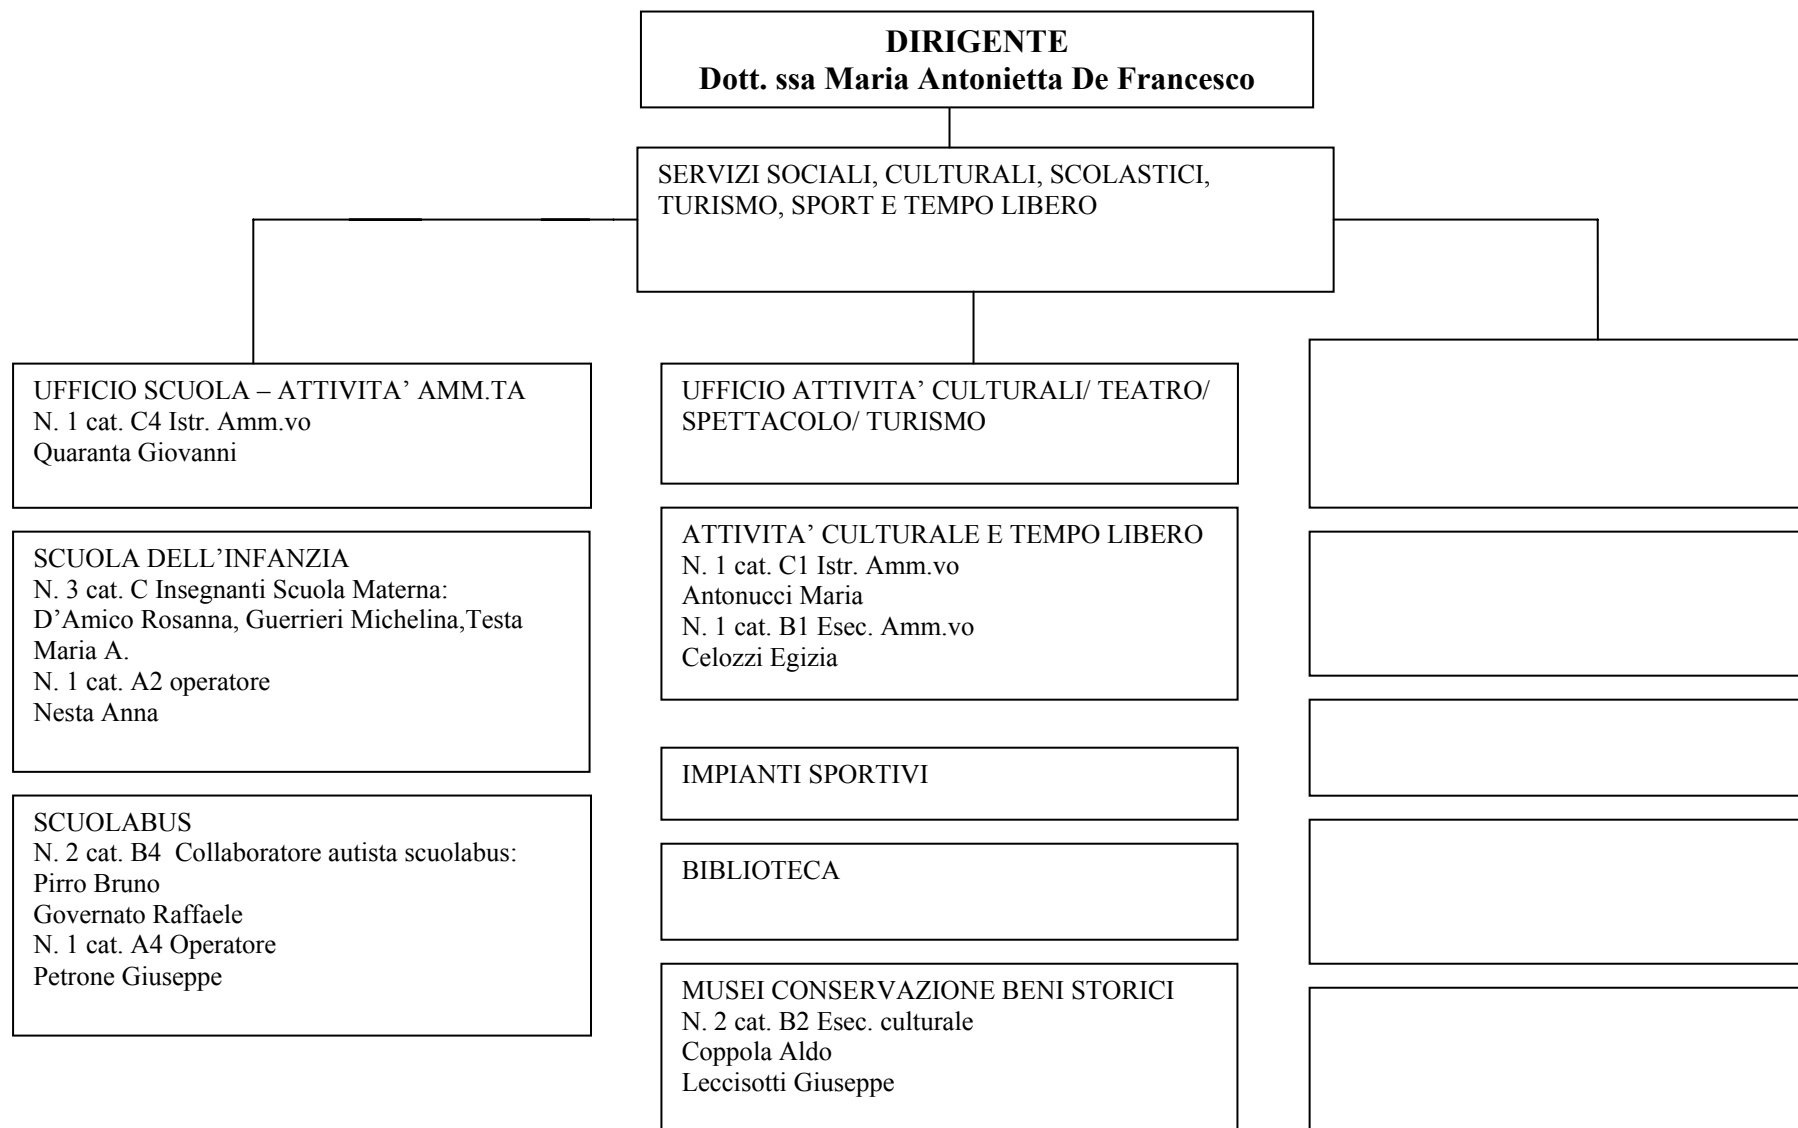 DIRIGENTE
Dott. ssa Maria Antonietta De Francesco
SERVIZI SOCIALI, CULTURALI, SCOLASTICI,
TURISMO, SPORT E TEMPO LIBERO
UFFICIO SCUOLA – ATTIVITA’ AMM.TA
N. 1 cat. C4 Istr. Amm.vo
Quaranta Giovanni
SCUOLA DELL’INFANZIA
N. 3 cat. C Insegnanti Scuola Materna:
D’Amico Rosanna, Guerrieri Michelina,Testa
Maria A.
N. 1 cat. A2 operatore
Nesta Anna
SCUOLABUS
N. 2 cat. B4  Collaboratore autista scuolabus:
Pirro Bruno
Governato Raffaele
N. 1 cat. A4 Operatore
Petrone Giuseppe
UFFICIO ATTIVITA’ CULTURALI/ TEATRO/
SPETTACOLO/ TURISMO
ATTIVITA’ CULTURALE E TEMPO LIBERO
N. 1 cat. C1 Istr. Amm.vo
Antonucci Maria
N. 1 cat. B1 Esec. Amm.vo
Celozzi Egizia
IMPIANTI SPORTIVI
BIBLIOTECA
MUSEI CONSERVAZIONE BENI STORICI
N. 2 cat. B2 Esec. culturale
Coppola Aldo
Leccisotti Giuseppe